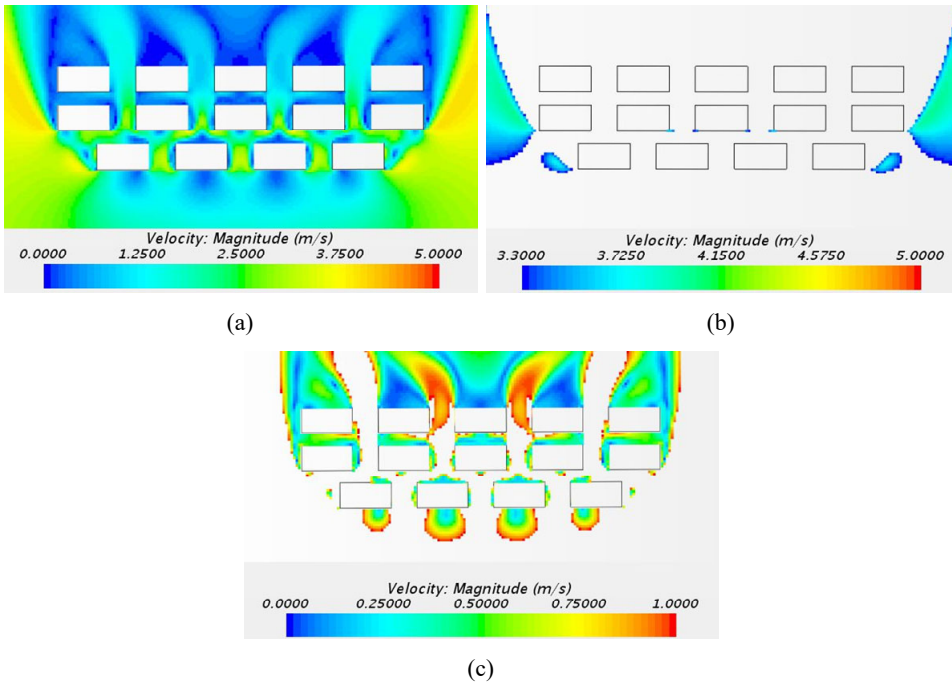 Velocity: Magnitude (m/s)
0.0000 1.2500 2.5000 3.7500 5.0000
(a)
Velocity: Magnitude (m/s)
3.3000 3.7250 4.1500 4.5750 5.0000
(b)
Velocity: Magnitude (m/s)
0.0000 0.25000 0.50000 0.75000 1.0000
(c)